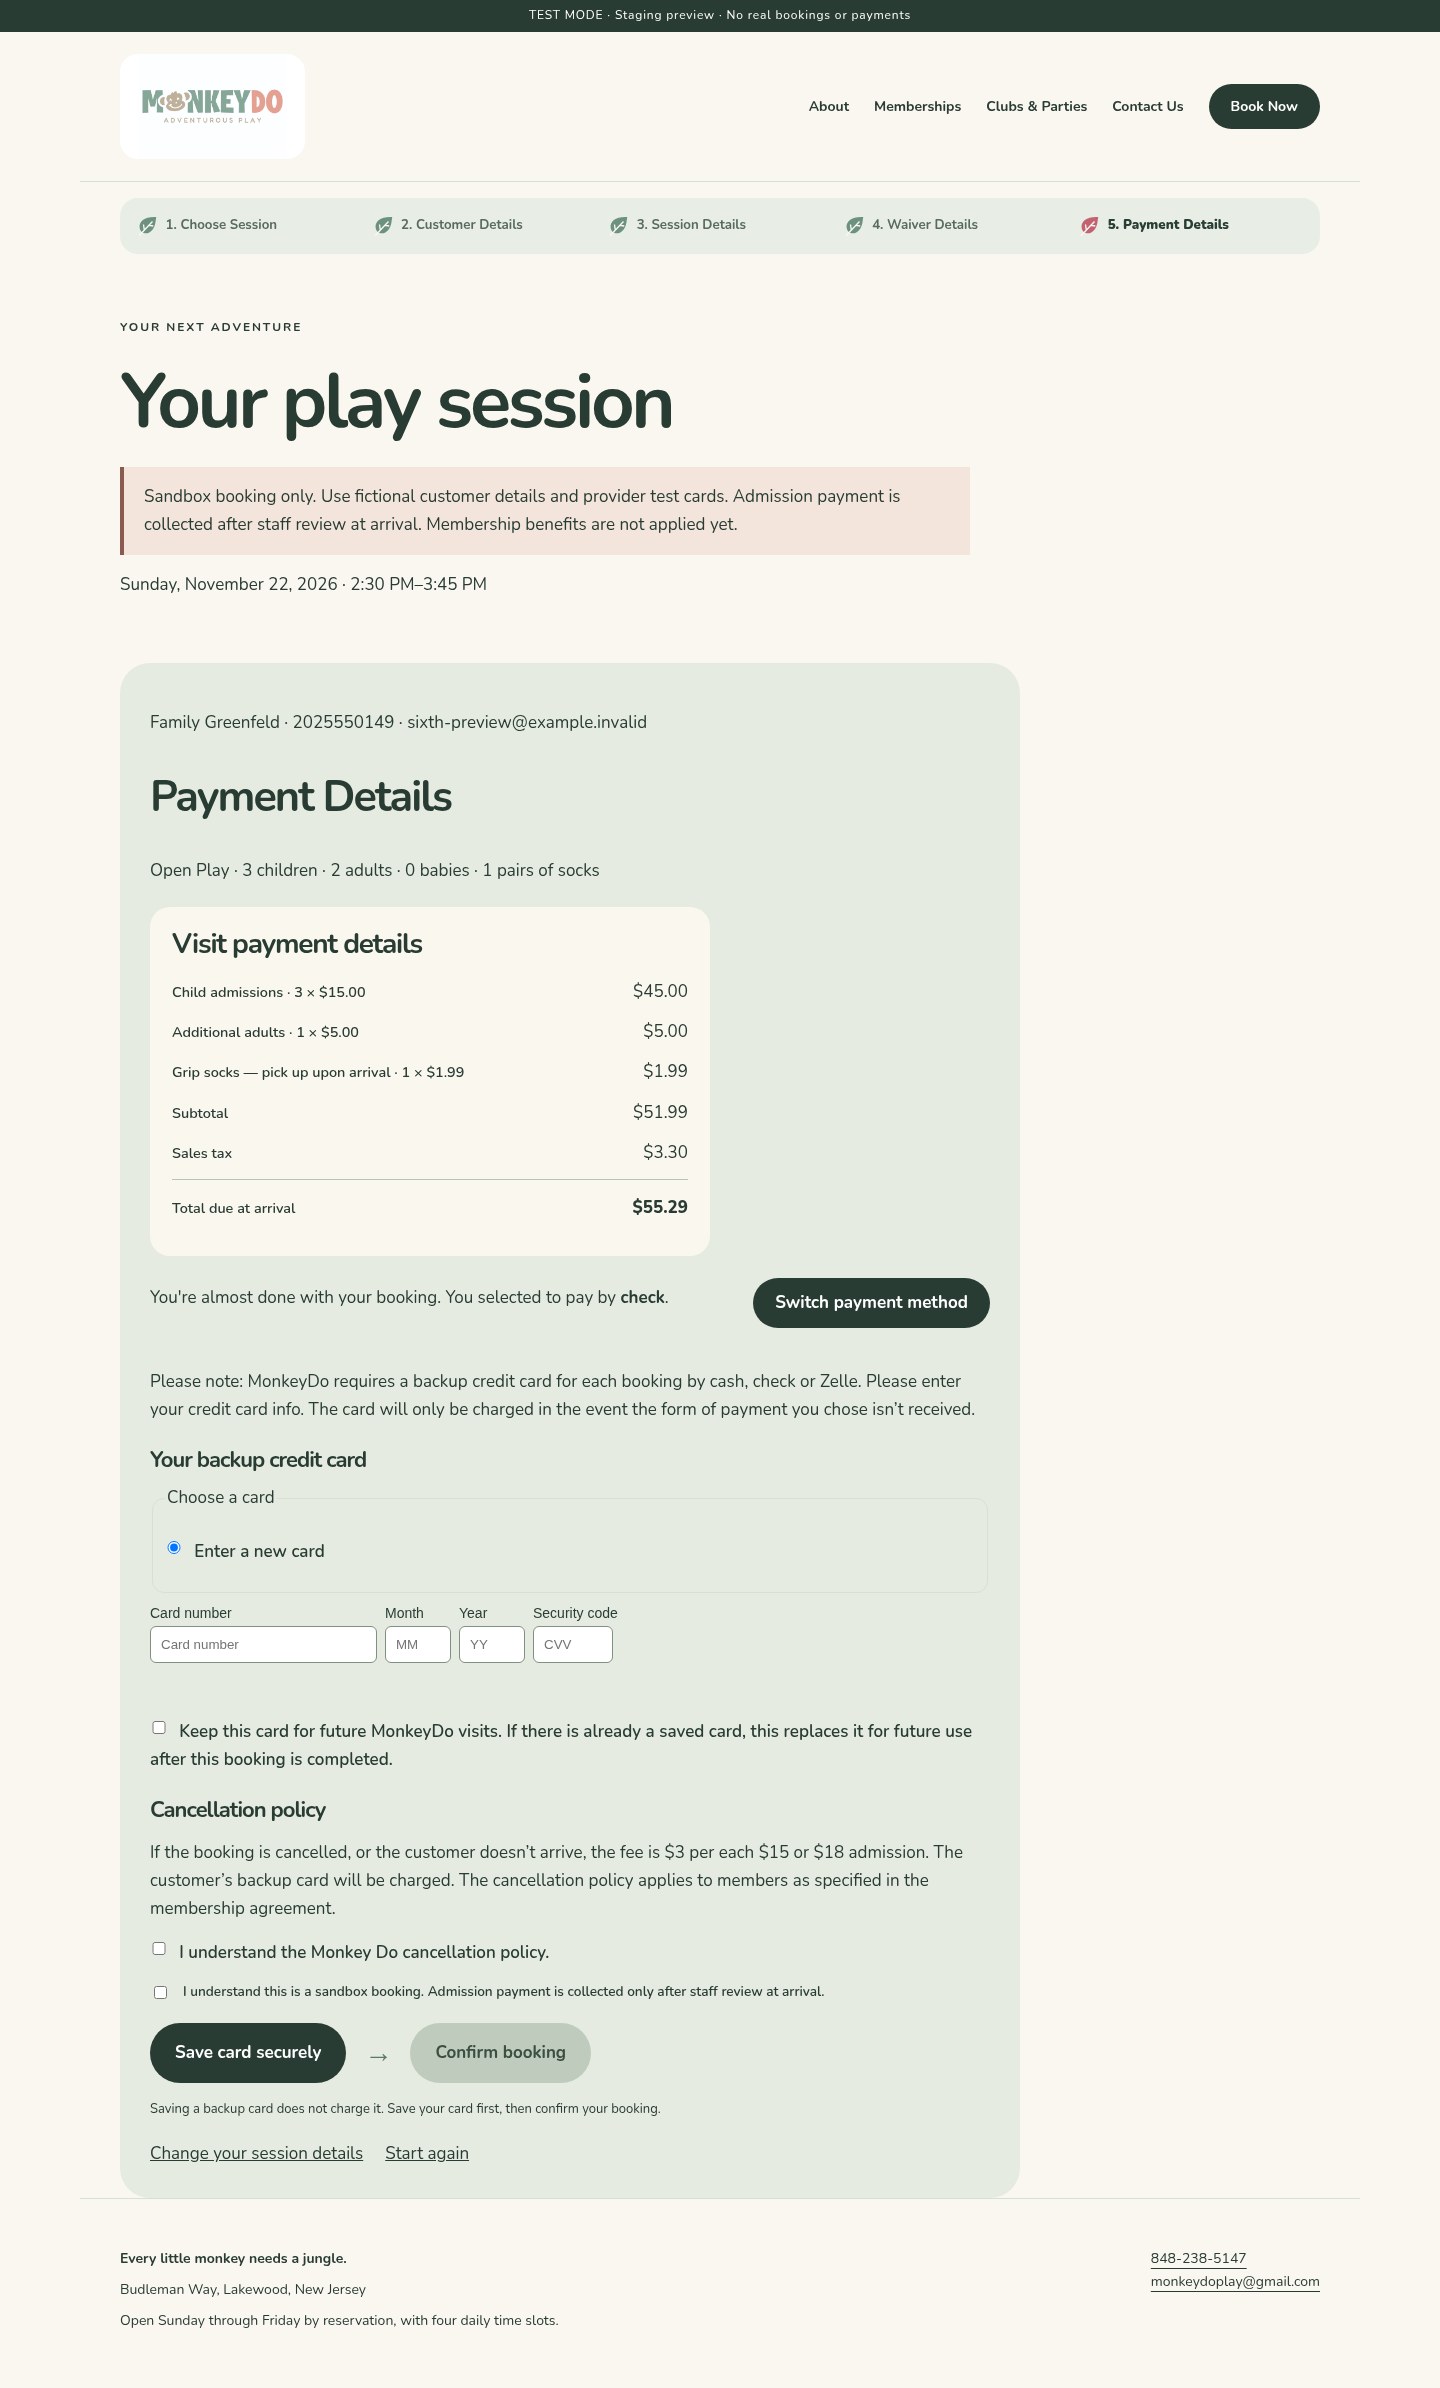 TEST MODE · Staging preview · No real bookings or payments
MONKEYDO
ADVENTUROUS PLAY
About
Memberships
Clubs & Parties
Contact Us
Book Now
1. Choose Session
2. Customer Details
3. Session Details
4. Waiver Details
5. Payment Details
YOUR NEXT ADVENTURE
Your play session
Sandbox booking only. Use fictional customer details and provider test cards. Admission payment is
collected after staff review at arrival. Membership benefits are not applied yet.
Sunday, November 22, 2026 · 2:30 PM–3:45 PM
Family Greenfeld · 2025550149 · sixth-preview@example.invalid
Payment Details
Open Play · 3 children · 2 adults · 0 babies · 1 pairs of socks
Visit payment details
Child admissions · 3 × $15.00 $45.00
Additional adults · 1 × $5.00 $5.00
Grip socks — pick up upon arrival · 1 × $1.99 $1.99
Subtotal $51.99
Sales tax $3.30
Total due at arrival $55.29
You're almost done with your booking. You selected to pay by check.
Switch payment method
Please note: MonkeyDo requires a backup credit card for each booking by cash, check or Zelle. Please enter
your credit card info. The card will only be charged in the event the form of payment you chose isn’t received.
Your backup credit card
Choose a card
Enter a new card
Card number Month Year Security code
Card number MM YY CVV
Keep this card for future MonkeyDo visits. If there is already a saved card, this replaces it for future use
after this booking is completed.
Cancellation policy
If the booking is cancelled, or the customer doesn’t arrive, the fee is $3 per each $15 or $18 admission. The
customer’s backup card will be charged. The cancellation policy applies to members as specified in the
membership agreement.
I understand the Monkey Do cancellation policy.
I understand this is a sandbox booking. Admission payment is collected only after staff review at arrival.
Save card securely → Confirm booking
Saving a backup card does not charge it. Save your card first, then confirm your booking.
Change your session details Start again
Every little monkey needs a jungle.
Budleman Way, Lakewood, New Jersey
Open Sunday through Friday by reservation, with four daily time slots.
848-238-5147
monkeydoplay@gmail.com